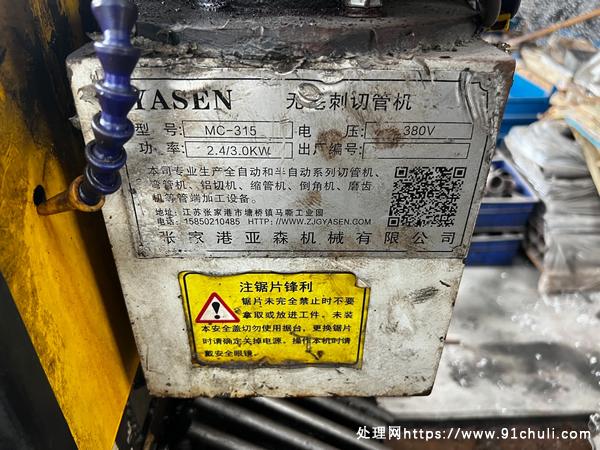 YASEN 无毛刺切管机
型号: MC-315 电压: 380V
功率: 2.4/3.0KW 出厂编号:
本司专业生产全自动和半自动系列切管机、
弯管机、铝切机、缩管机、倒角机、磨齿
机等管端加工设备。
地址: 江苏张家港市塘桥镇马嘶工业园
15850210485 HTTP://WWW.ZJGYASEN.COM
张家港亚森机械有限公司
注锯片锋利
锯片未完全禁止时不要
拿取或放进工件，未装
本安全盖切勿使用据台，更换锯片
时请确定关掉电源，操作本机时请
戴安全眼镜.
处理网https://www.91chuli.com/